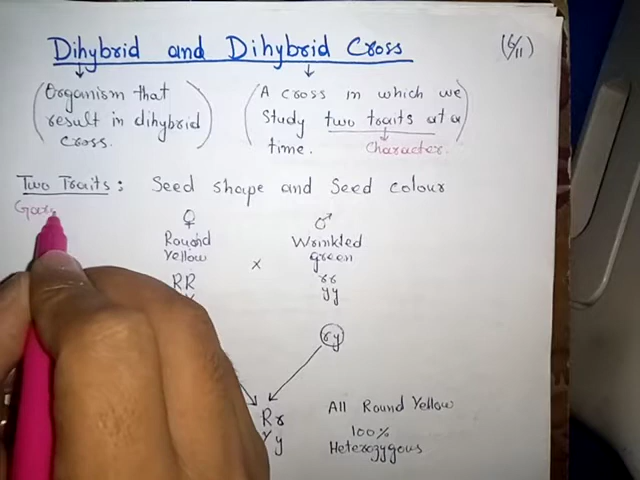 Dihybrid and Dihybrid Cross
(6/11)
(Organism that
result in dihybrid
cross.)
(A cross in which we
Study two traits at a
time.)
Character.
Two Traits: Seed shape and Seed colour
♀
Round
Yellow
RR
x
♂
Wrinkled
green
rr
yy
ry
Rr
Yy
All Round Yellow
100%
Heterozygous